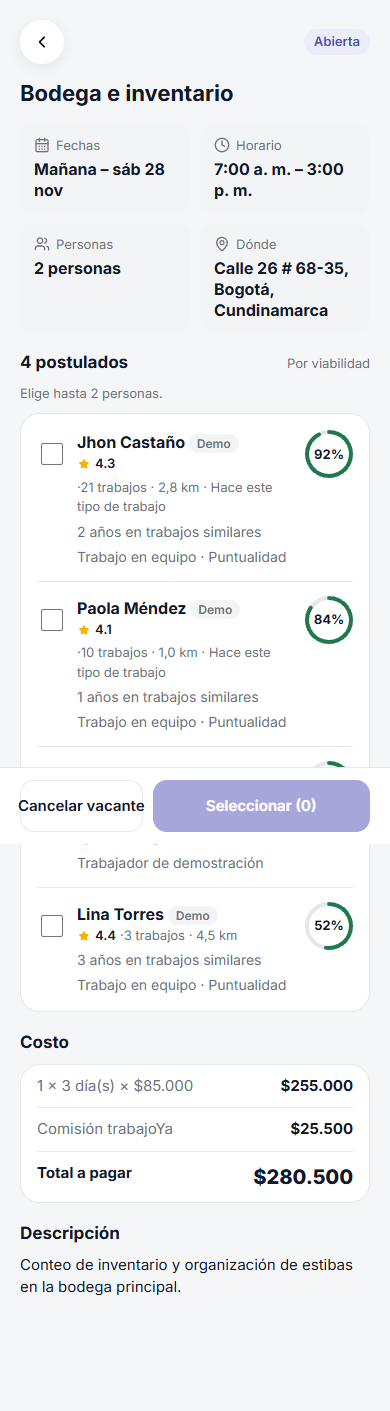 Abierta
Bodega e inventario
Fechas
Mañana – sáb 28
nov
Horario
7:00 a. m. – 3:00
p. m.
Personas
2 personas
Dónde
Calle 26 # 68-35,
Bogotá,
Cundinamarca
4 postulados
Por viabilidad
Elige hasta 2 personas.
Jhon Castaño Demo
4.3
92%
·21 trabajos · 2,8 km · Hace este
tipo de trabajo
2 años en trabajos similares
Trabajo en equipo · Puntualidad
Paola Méndez Demo
4.1
84%
·10 trabajos · 1,0 km · Hace este
tipo de trabajo
1 años en trabajos similares
Trabajo en equipo · Puntualidad
Cancelar vacante
Seleccionar (0)
Trabajador de demostración
Lina Torres Demo
4.4 ·3 trabajos · 4,5 km
52%
3 años en trabajos similares
Trabajo en equipo · Puntualidad
Costo
1 × 3 día(s) × $85.000 $255.000
Comisión trabajoYa $25.500
Total a pagar $280.500
Descripción
Conteo de inventario y organización de estibas
en la bodega principal.